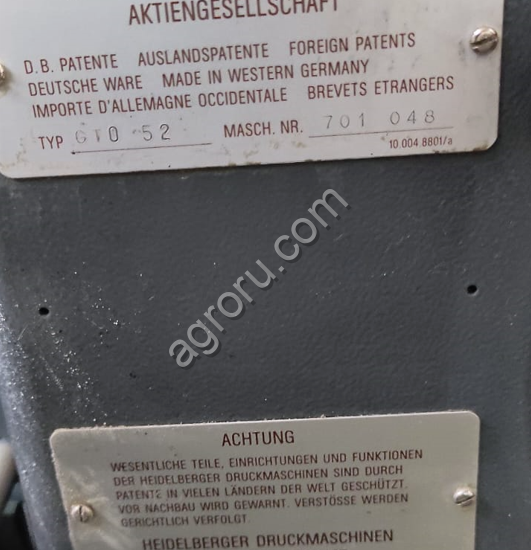 AKTIENGESELLSCHAFT
D.B. PATENTE AUSLANDSPATENTE FOREIGN PATENTS
DEUTSCHE WARE MADE IN WESTERN GERMANY
IMPORTE D'ALLEMAGNE OCCIDENTALE BREVETS ETRANGERS
TYP GTO 52 MASCH. NR. 701 048
10.004.8801/a
agroru.com
ACHTUNG
WESENTLICHE TEILE, EINRICHTUNGEN UND FUNKTIONEN
DER HEIDELBERGER DRUCKMASCHINEN SIND DURCH
PATENTE IN VIELEN LÄNDERN DER WELT GESCHÜTZT.
VOR NACHBAU WIRD GEWARNT. VERSTÖSSE WERDEN
GERICHTLICH VERFOLGT.
HEIDELBERGER DRUCKMASCHINEN